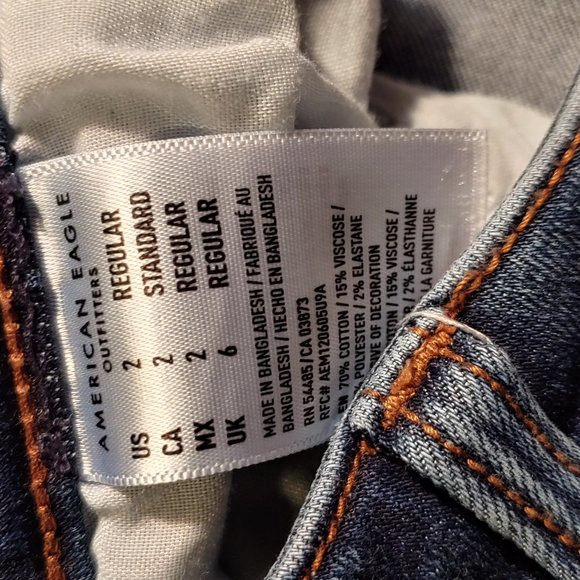 AMERICAN EAGLE
OUTFITTERS
US 2 REGULAR
CA 2 STANDARD
MX 2 REGULAR
UK 6 REGULAR
MADE IN BANGLADESH / FABRIQUÉ AU
BANGLADESH / HECHO EN BANGLADESH
RN 54485 / CA 03873
RFC# AEM120605U9A
EN 70% COTTON / 15% VISCOSE /
POLYESTER / 2% ELASTANE
OF DECORATION
COTTON / 15% VISCOSE /
/ 2% ÉLASTHANNE
LA GARNITURE